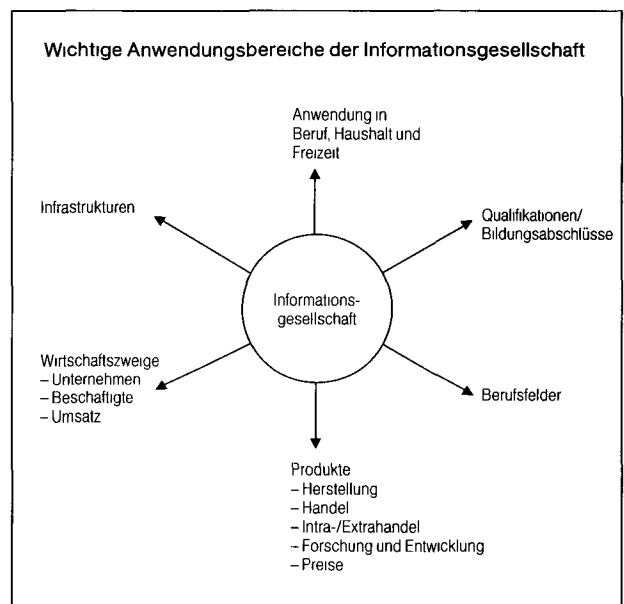 Wichtige Anwendungsbereiche der Informationsgesellschaft
Anwendung in
Beruf, Haushalt und
Freizeit
Infrastrukturen
Qualifikationen/
Bildungsabschlüsse
Informations-
gesellschaft
Wirtschaftszweige
– Unternehmen
– Beschäftigte
– Umsatz
Berufsfelder
Produkte
– Herstellung
– Handel
– Intra-/Extrahandel
– Forschung und Entwicklung
– Preise